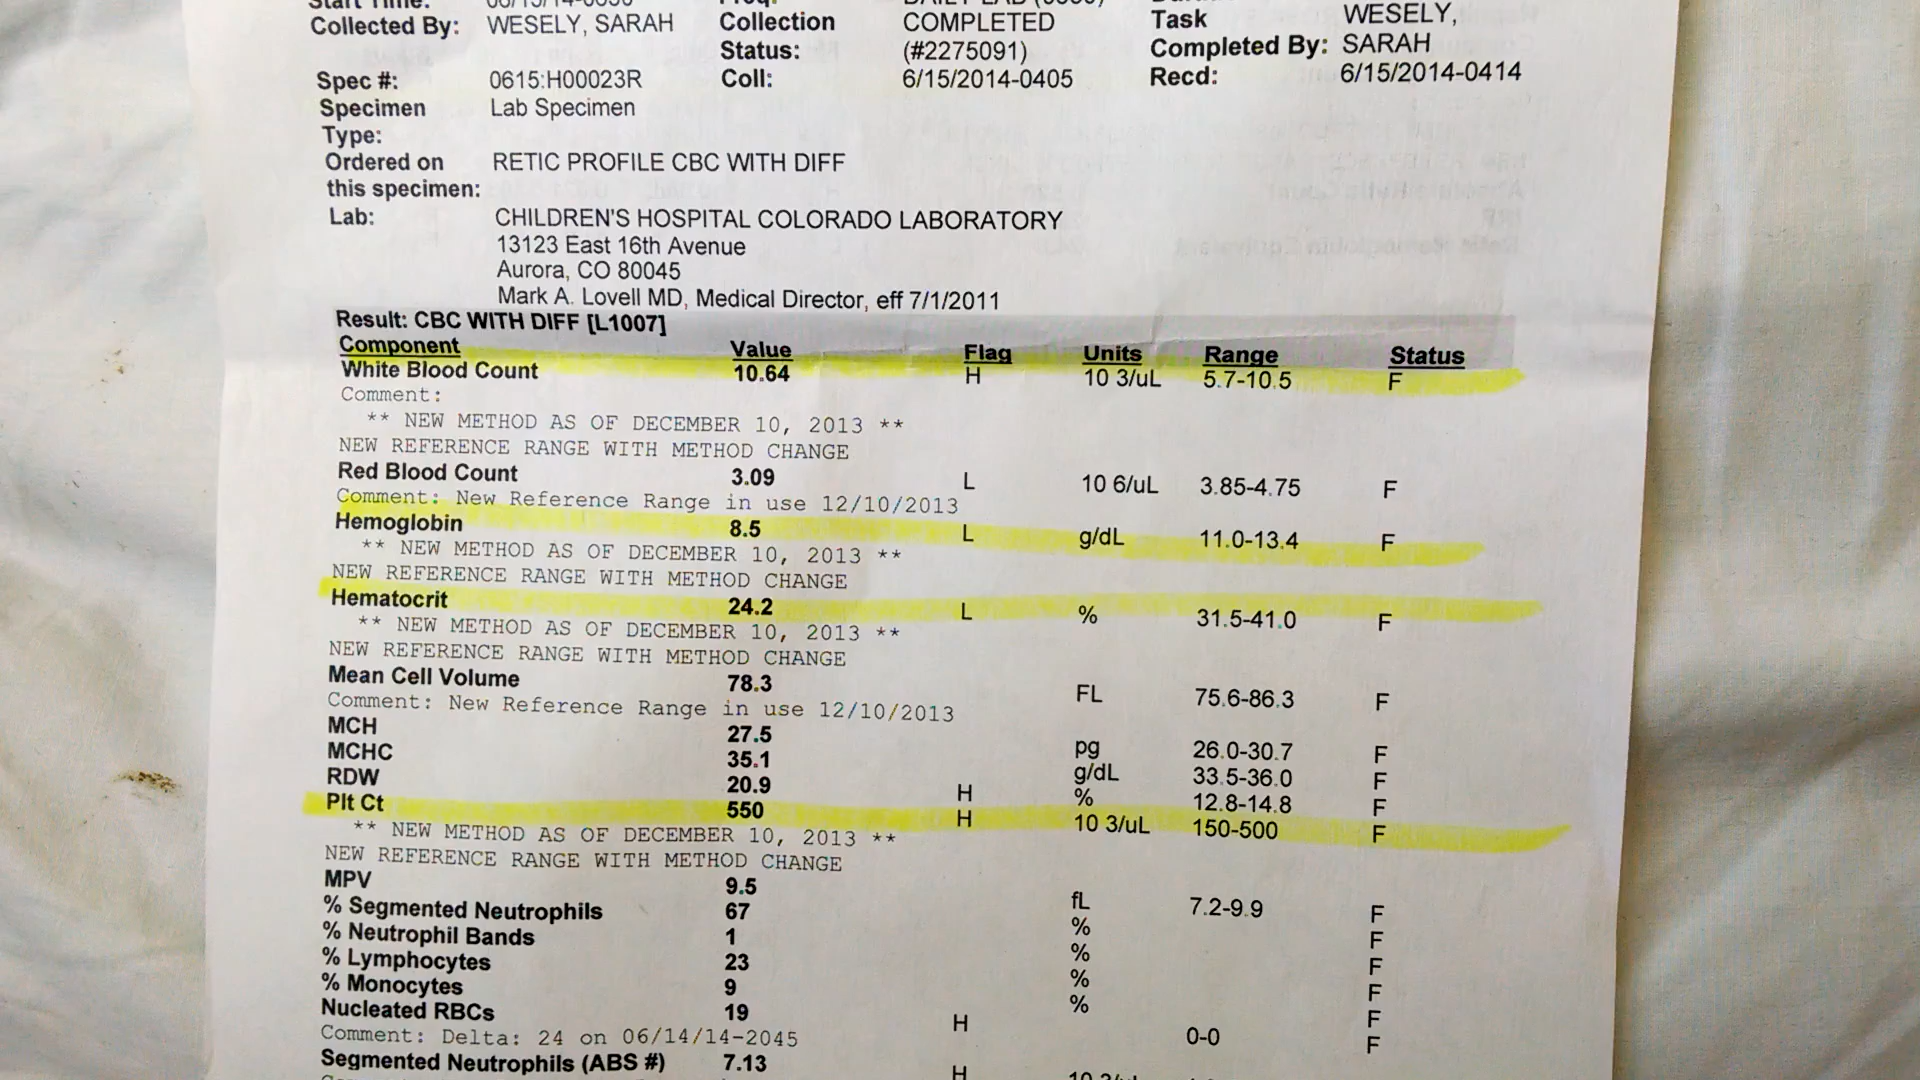 Collected By: WESELY, SARAH Collection COMPLETED Task WESELY,
Status: (#2275091) Completed By: SARAH
Spec #: 0615:H00023R Coll: 6/15/2014-0405 Recd: 6/15/2014-0414
Specimen Lab Specimen
Type:
Ordered on RETIC PROFILE CBC WITH DIFF
this specimen:
Lab: CHILDREN'S HOSPITAL COLORADO LABORATORY
13123 East 16th Avenue
Aurora, CO 80045
Mark A. Lovell MD, Medical Director, eff 7/1/2011
Result: CBC WITH DIFF [L1007]
Component Value Flag Units Range Status
White Blood Count 10.64 H 10 3/uL 5.7-10.5 F
Comment:
** NEW METHOD AS OF DECEMBER 10, 2013 **
NEW REFERENCE RANGE WITH METHOD CHANGE
Red Blood Count 3.09 L 10 6/uL 3.85-4.75 F
Comment: New Reference Range in use 12/10/2013
Hemoglobin 8.5 L g/dL 11.0-13.4 F
** NEW METHOD AS OF DECEMBER 10, 2013 **
NEW REFERENCE RANGE WITH METHOD CHANGE
Hematocrit 24.2 L % 31.5-41.0 F
** NEW METHOD AS OF DECEMBER 10, 2013 **
NEW REFERENCE RANGE WITH METHOD CHANGE
Mean Cell Volume 78.3 FL 75.6-86.3 F
Comment: New Reference Range in use 12/10/2013
MCH 27.5 pg 26.0-30.7 F
MCHC 35.1 g/dL 33.5-36.0 F
RDW 20.9 H % 12.8-14.8 F
Plt Ct 550 H 10 3/uL 150-500 F
** NEW METHOD AS OF DECEMBER 10, 2013 **
NEW REFERENCE RANGE WITH METHOD CHANGE
MPV 9.5 fL 7.2-9.9 F
% Segmented Neutrophils 67 % F
% Neutrophil Bands 1 % F
% Lymphocytes 23 % F
% Monocytes 9 % F
Nucleated RBCs 19 H 0-0 F
Comment: Delta: 24 on 06/14/14-2045
Segmented Neutrophils (ABS #) 7.13 H